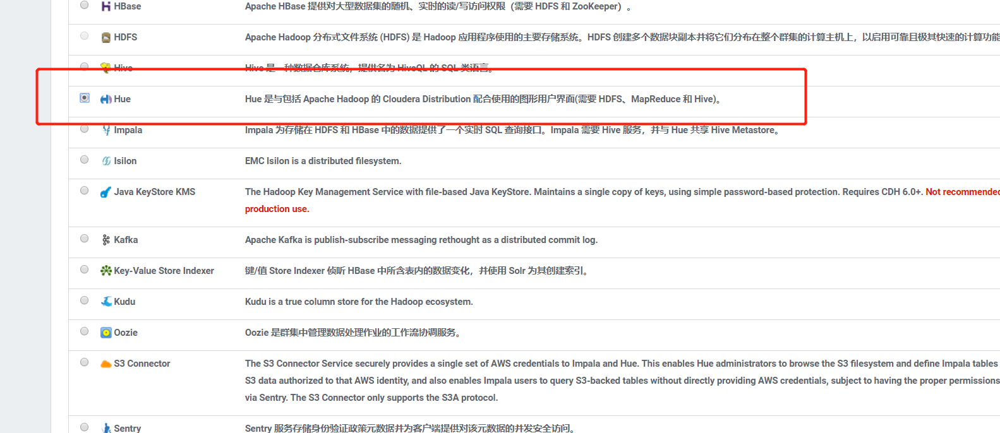 HBase Apache HBase 提供对大型数据集的随机、实时的读/写访问权限（需要 HDFS 和 ZooKeeper）。
HDFS Apache Hadoop 分布式文件系统 (HDFS) 是 Hadoop 应用程序使用的主要存储系统。HDFS 创建多个数据块副本并将它们分布在整个群集的计算主机上，以启用可靠且极其快速的计算功能
Hive Hive 是一种数据仓库系统，提供名为 HiveQL 的 SQL 类语言。
Hue Hue 是与包括 Apache Hadoop 的 Cloudera Distribution 配合使用的图形用户界面(需要 HDFS、MapReduce 和 Hive)。
Impala Impala 为存储在 HDFS 和 HBase 中的数据提供了一个实时 SQL 查询接口。Impala 需要 Hive 服务，并与 Hue 共享 Hive Metastore。
Isilon EMC Isilon is a distributed filesystem.
Java KeyStore KMS The Hadoop Key Management Service with file-based Java KeyStore. Maintains a single copy of keys, using simple password-based protection. Requires CDH 6.0+. Not recommended
production use.
Kafka Apache Kafka is publish-subscribe messaging rethought as a distributed commit log.
Key-Value Store Indexer 键/值 Store Indexer 侦听 HBase 中所含表内的数据变化，并使用 Solr 为其创建索引。
Kudu Kudu is a true column store for the Hadoop ecosystem.
Oozie Oozie 是群集中管理数据处理作业的工作流协调服务。
S3 Connector The S3 Connector Service securely provides a single set of AWS credentials to Impala and Hue. This enables Hue administrators to browse the S3 filesystem and define Impala tables
S3 data authorized to that AWS identity, and also enables Impala users to query S3-backed tables without directly providing AWS credentials, subject to having the proper permissions
via Sentry. The S3 Connector only supports the S3A protocol.
Sentry Sentry 服务存储身份验证政策元数据并为客户端提供对该元数据的并发安全访问。